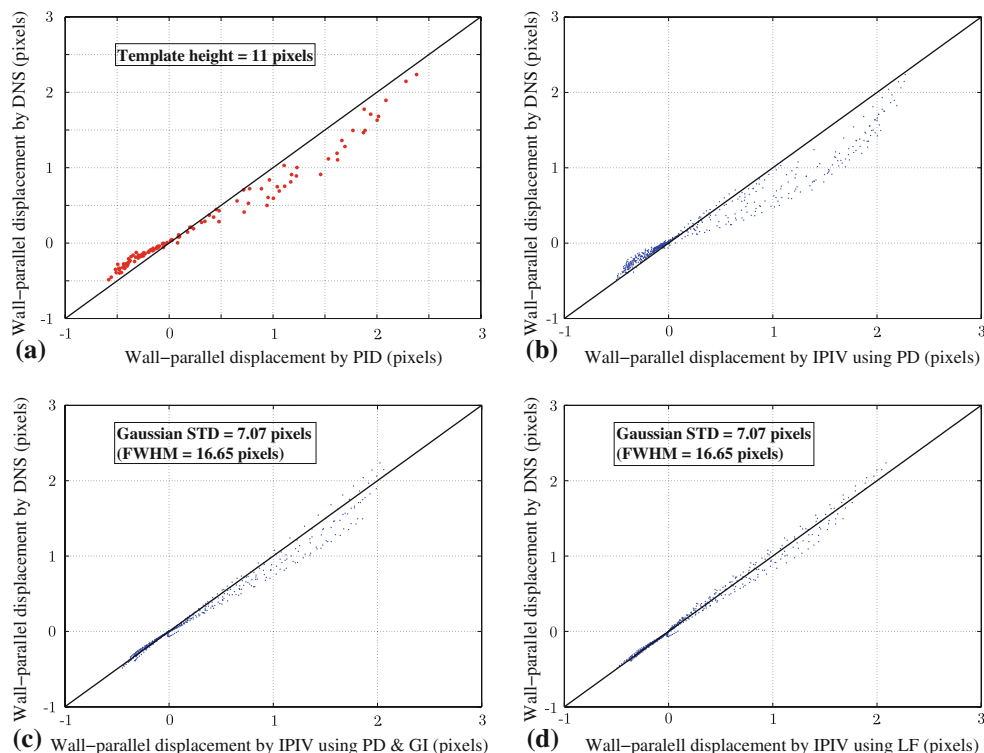 3
2
1
0
-1
-1
0
1
2
3
Wall−parallel displacement by DNS (pixels)
Template height = 11 pixels
(a)
Wall−parallel displacement by PID (pixels)
3
2
1
0
-1
-1
0
1
2
3
Wall−parallel displacement by DNS (pixels)
(b)
Wall−parallel displacement by IPIV using PD (pixels)
3
2
1
0
-1
-1
0
1
2
3
Wall−parallel displacement by DNS (pixels)
Gaussian STD = 7.07 pixels
(FWHM = 16.65 pixels)
(c)
Wall−parallel displacement by IPIV using PD & GI (pixels)
3
2
1
0
-1
-1
0
1
2
3
Wall−parallel displacement by DNS (pixels)
Gaussian STD = 7.07 pixels
(FWHM = 16.65 pixels)
(d)
Wall−paralell displacement by IPIV using LF (pixels)